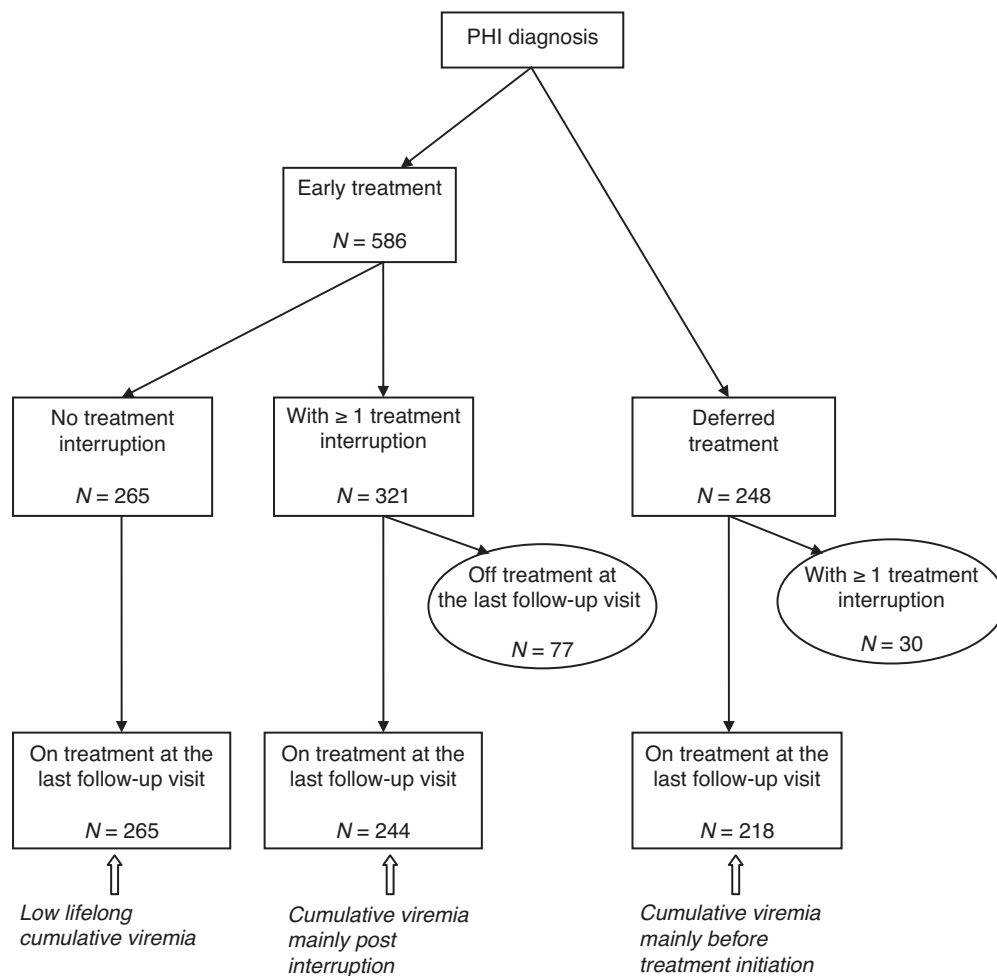 PHI diagnosis
Early treatment
N = 586
No treatment
interruption
N = 265
With ≥ 1 treatment
interruption
N = 321
Deferred
treatment
N = 248
Off treatment at
the last follow-up visit
N = 77
With ≥ 1 treatment
interruption
N = 30
On treatment at the
last follow-up visit
N = 265
On treatment at the
last follow-up visit
N = 244
On treatment at the
last follow-up visit
N = 218
Low lifelong
cumulative viremia
Cumulative viremia
mainly post
interruption
Cumulative viremia
mainly before
treatment initiation